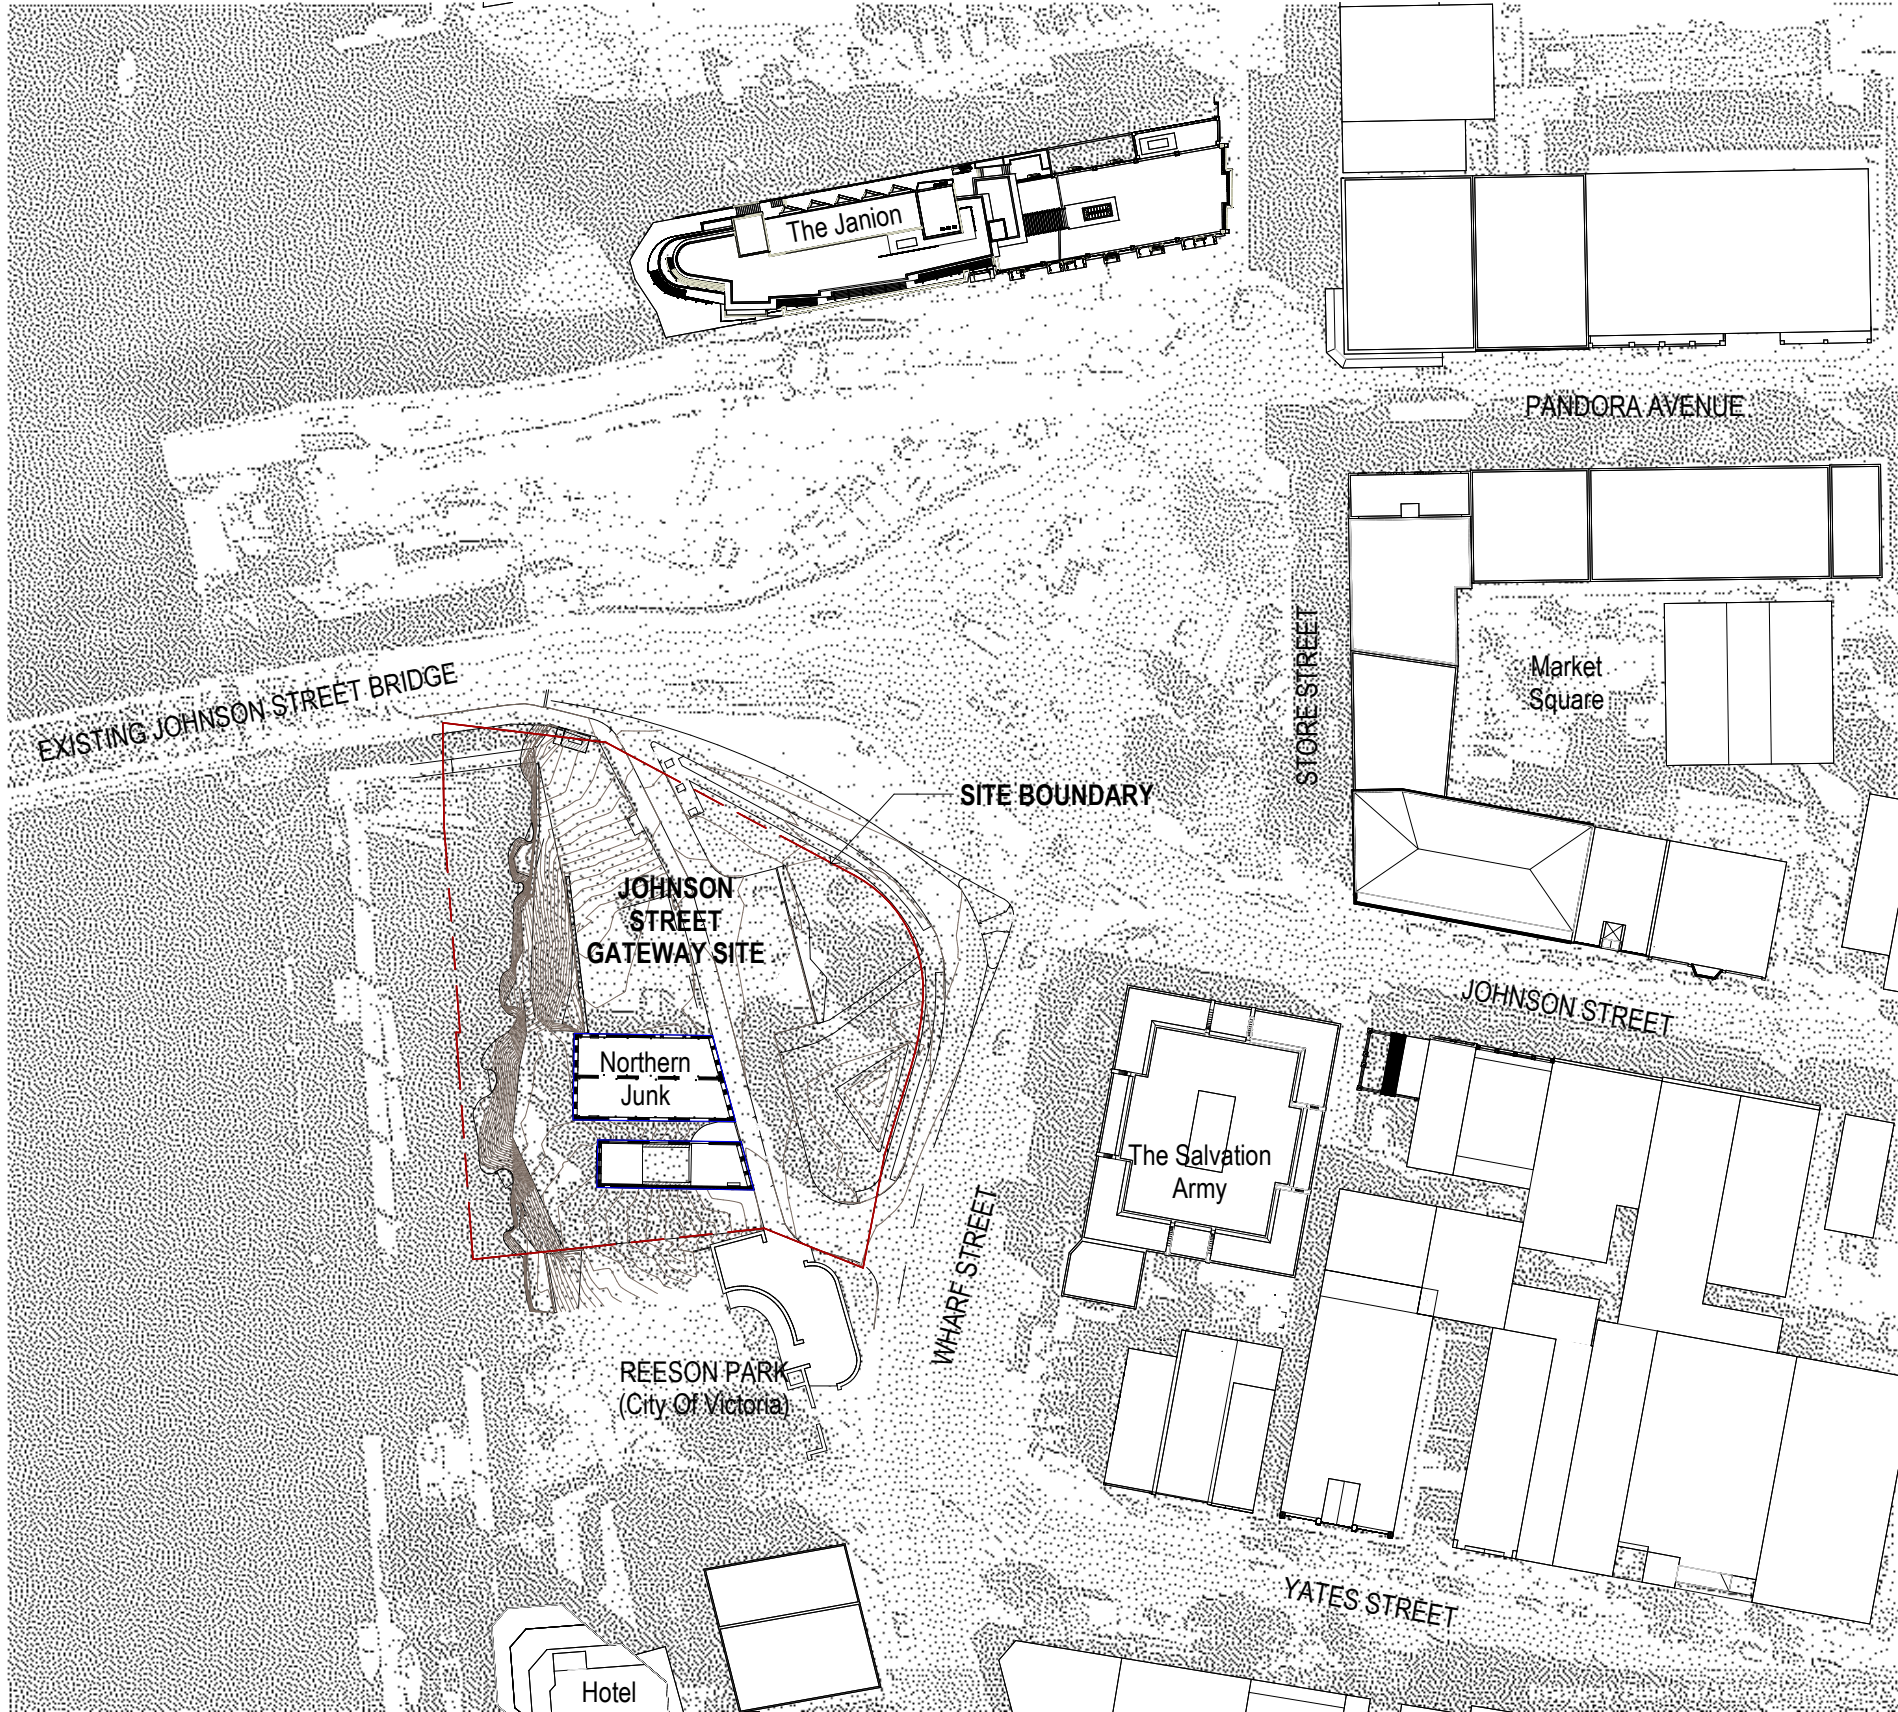 The Janion
PANDORA AVENUE
STORE STREET
Market
Square
EXISTING JOHNSON STREET BRIDGE
SITE BOUNDARY
JOHNSON
STREET
GATEWAY SITE
JOHNSON STREET
Northern
Junk
The Salvation
Army
WHARF STREET
REESON PARK
(City Of Victoria)
YATES STREET
Hotel